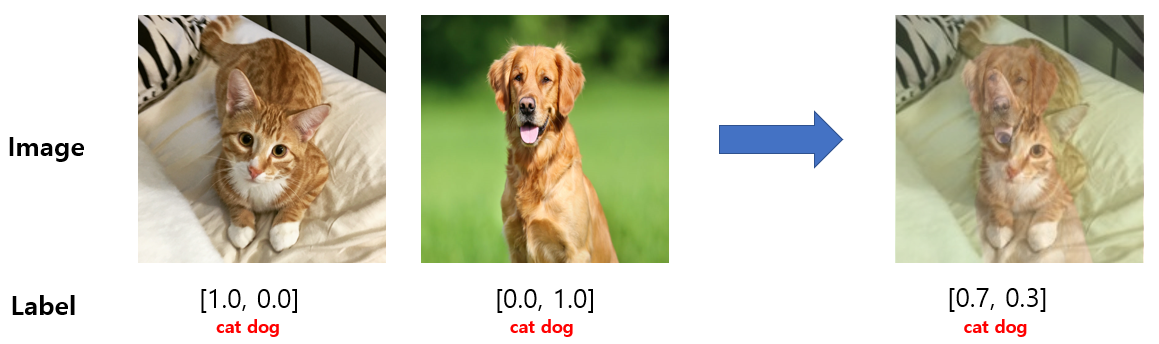 Image
Label
[1.0, 0.0]
cat dog
[0.0, 1.0]
cat dog
[0.7, 0.3]
cat dog